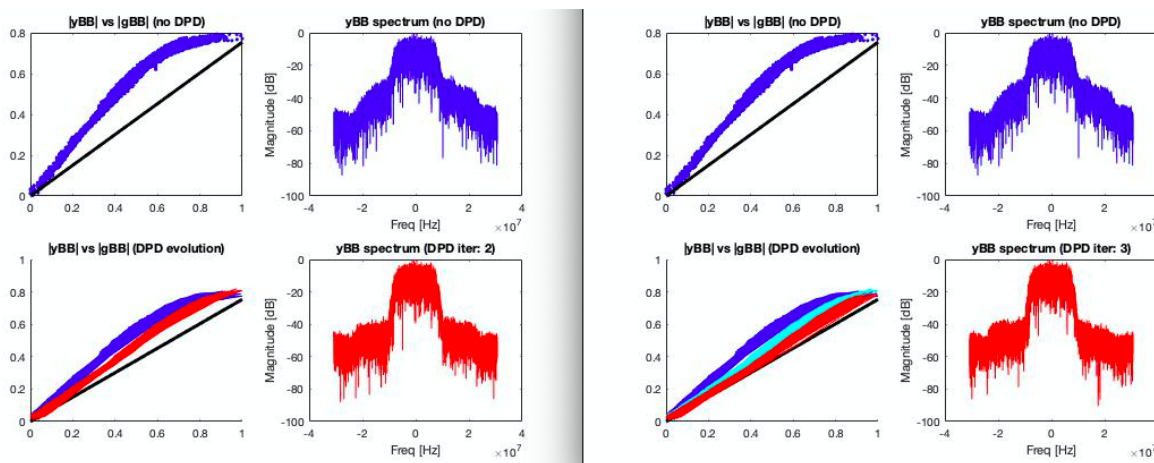 |yBB| vs |gBB| (no DPD)
0.8
0.6
0.4
0.2
0
0 0.2 0.4 0.6 0.8 1
yBB spectrum (no DPD)
Magnitude [dB]
0
-20
-40
-60
-80
-100
-4 -2 0 2 4
Freq [Hz] ×10⁷
|yBB| vs |gBB| (DPD evolution)
0.8
0.6
0.4
0.2
0
0 0.2 0.4 0.6 0.8 1
yBB spectrum (DPD iter: 2)
Magnitude [dB]
0
-20
-40
-60
-80
-100
-4 -2 0 2 4
Freq [Hz] ×10⁷
|yBB| vs |gBB| (no DPD)
0.8
0.6
0.4
0.2
0
0 0.2 0.4 0.6 0.8 1
yBB spectrum (no DPD)
Magnitude [dB]
0
-20
-40
-60
-80
-100
-4 -2 0 2 4
Freq [Hz] ×10⁷
|yBB| vs |gBB| (DPD evolution)
0.8
0.6
0.4
0.2
0
0 0.2 0.4 0.6 0.8 1
yBB spectrum (DPD iter: 3)
Magnitude [dB]
0
-20
-40
-60
-80
-100
-4 -2 0 2 4
Freq [Hz] ×10⁷